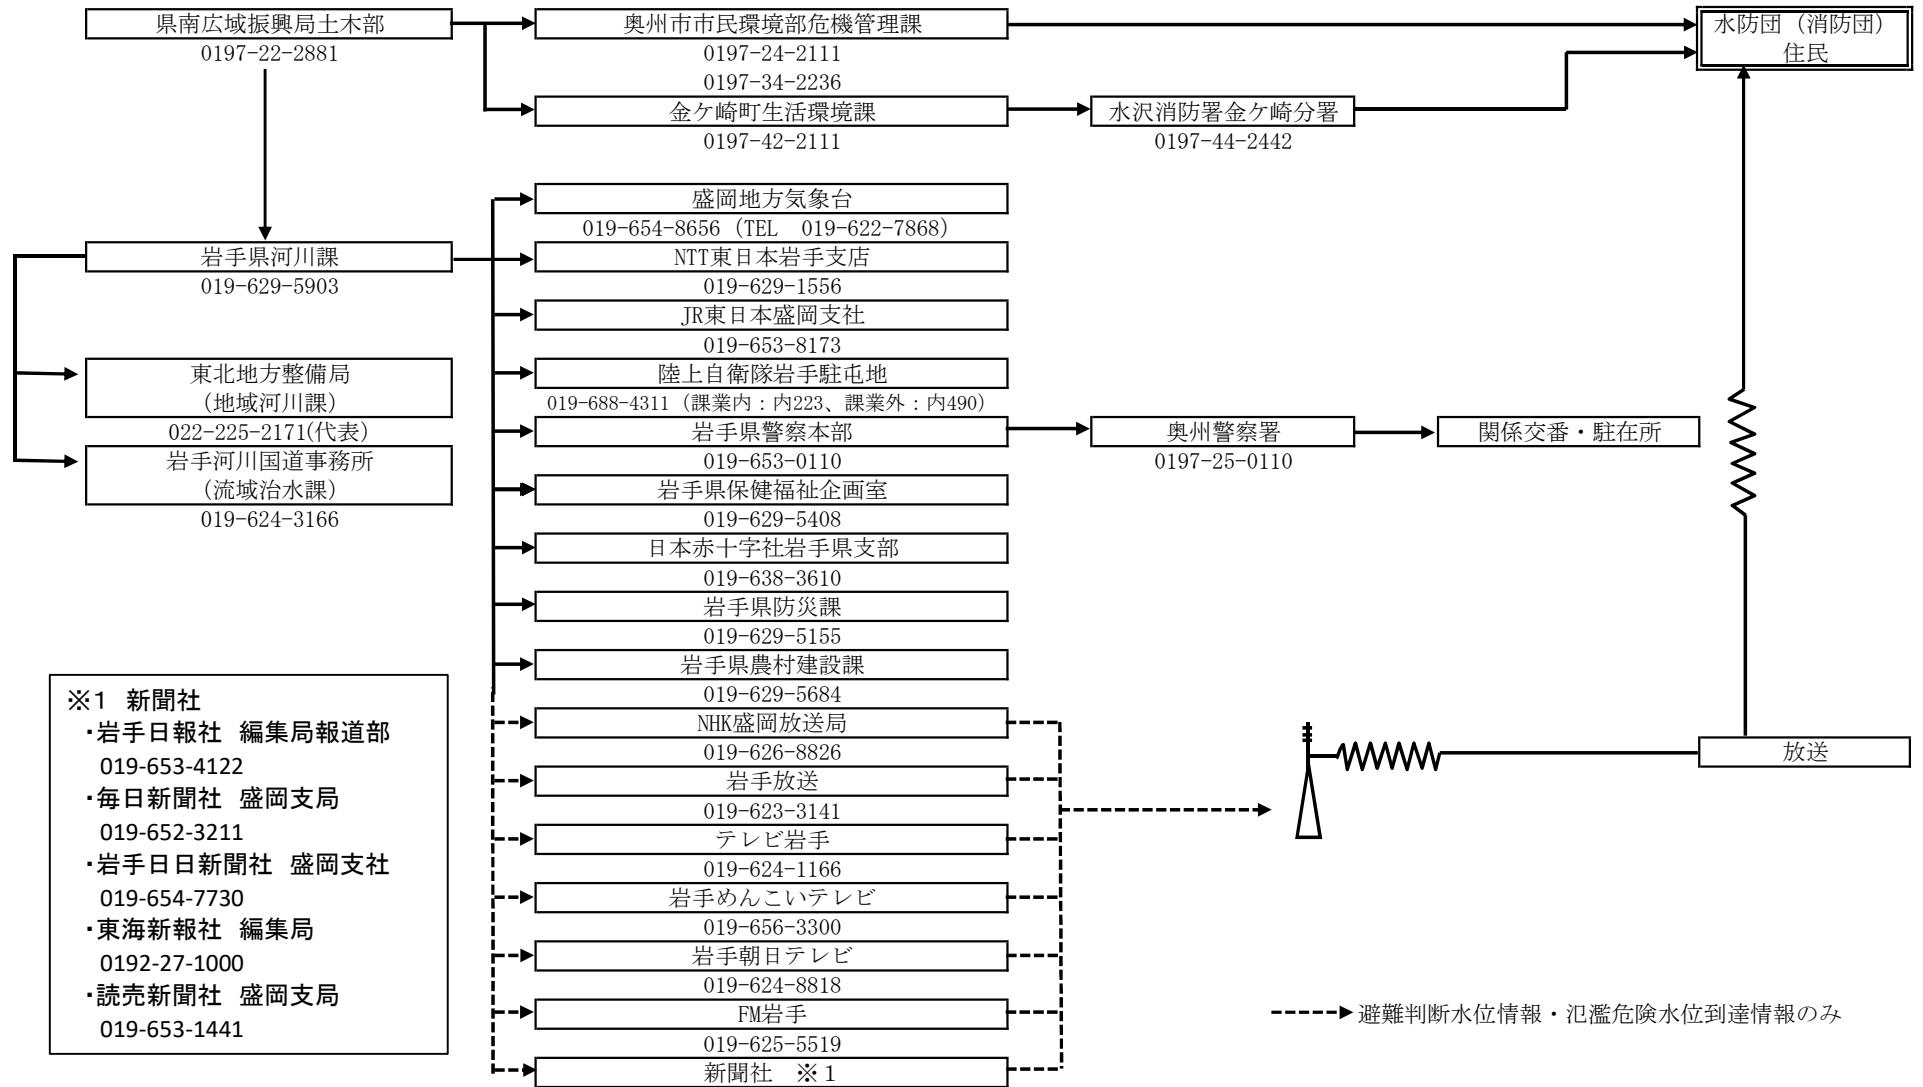 県南広域振興局土木部
0197-22-2881
奥州市市民環境部危機管理課
0197-24-2111
0197-34-2236
水防団（消防団）
住民
金ケ崎町生活環境課
0197-42-2111
水沢消防署金ケ崎分署
0197-44-2442
盛岡地方気象台
019-654-8656（TEL　019-622-7868）
岩手県河川課
019-629-5903
NTT東日本岩手支店
019-629-1556
JR東日本盛岡支社
019-653-8173
東北地方整備局
（地域河川課）
022-225-2171(代表）
岩手河川国道事務所
（流域治水課）
019-624-3166
陸上自衛隊岩手駐屯地
019-688-4311（課業内：内223、課業外：内490）
岩手県警察本部
019-653-0110
奥州警察署
0197-25-0110
関係交番・駐在所
岩手県保健福祉企画室
019-629-5408
日本赤十字社岩手県支部
019-638-3610
岩手県防災課
019-629-5155
岩手県農村建設課
019-629-5684
NHK盛岡放送局
019-626-8826
岩手放送
019-623-3141
テレビ岩手
019-624-1166
岩手めんこいテレビ
019-656-3300
岩手朝日テレビ
019-624-8818
FM岩手
019-625-5519
新聞社　※１
放送
※1　新聞社
・岩手日報社　編集局報道部
019-653-4122
・毎日新聞社　盛岡支局
019-652-3211
・岩手日日新聞社　盛岡支社
019-654-7730
・東海新報社　編集局
0192-27-1000
・読売新聞社　盛岡支局
019-653-1441
避難判断水位情報・氾濫危険水位到達情報のみ